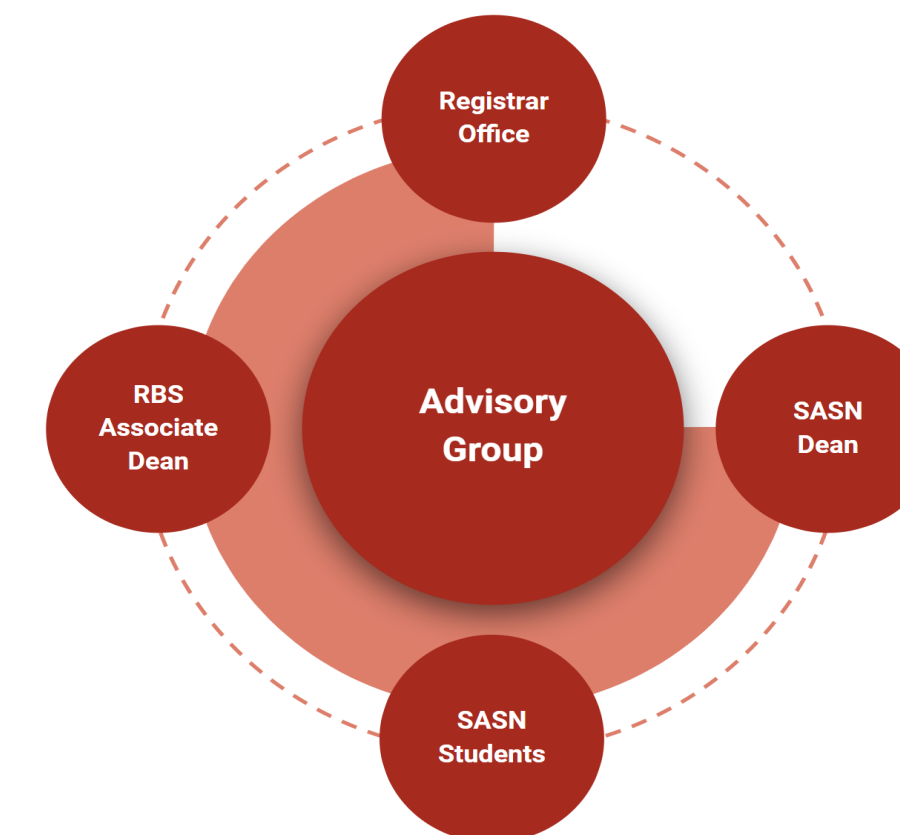 Registrar
Office
RBS
Associate
Dean
Advisory
Group
SASN
Dean
SASN
Students